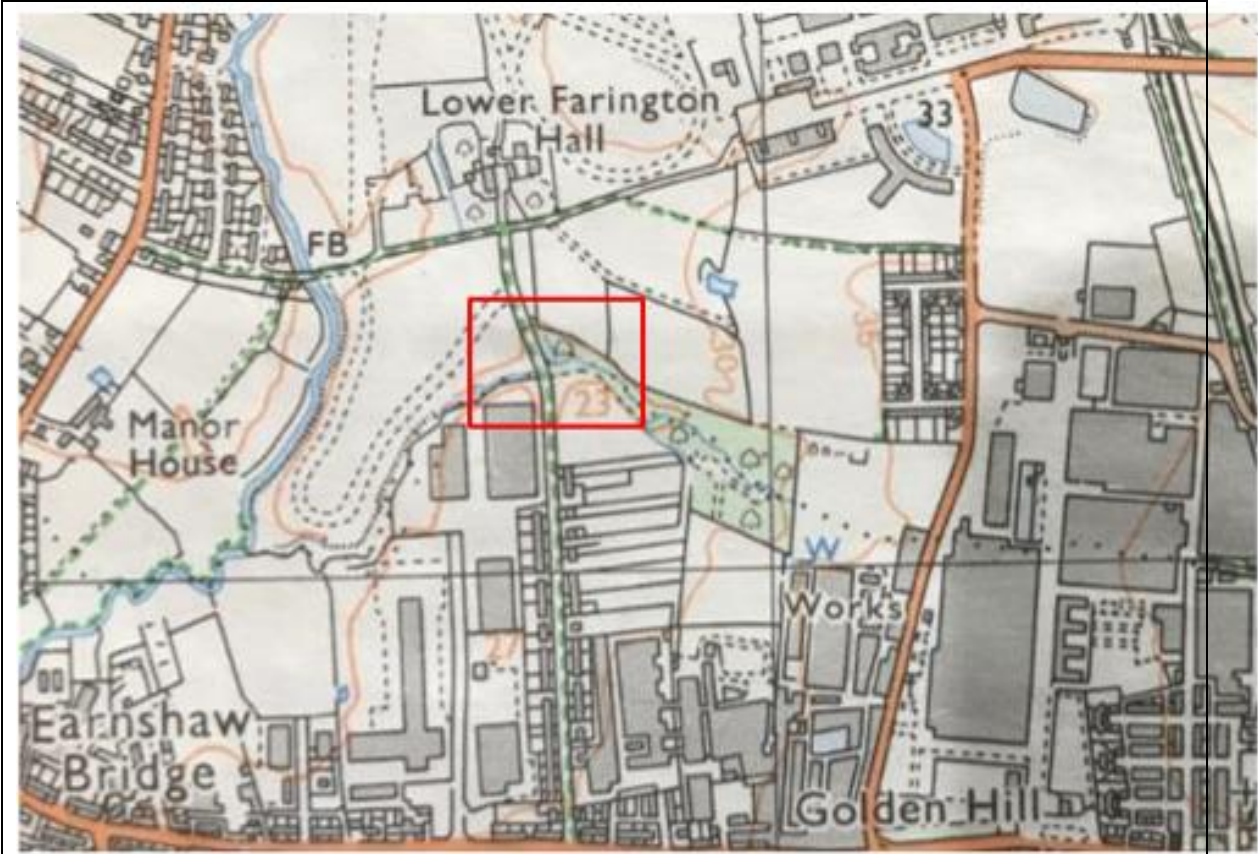 Lower Farington
Hall
33
FB
Manor
House
23
W
Works
Earnshaw
Bridge
Golden Hill